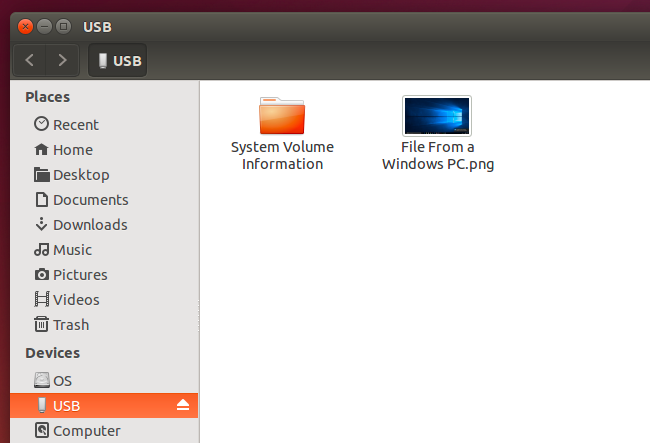 USB
USB
Places
Recent
Home
Desktop
Documents
Downloads
Music
Pictures
Videos
Trash
Devices
OS
USB
Computer
System Volume
Information
File From a
Windows PC.png